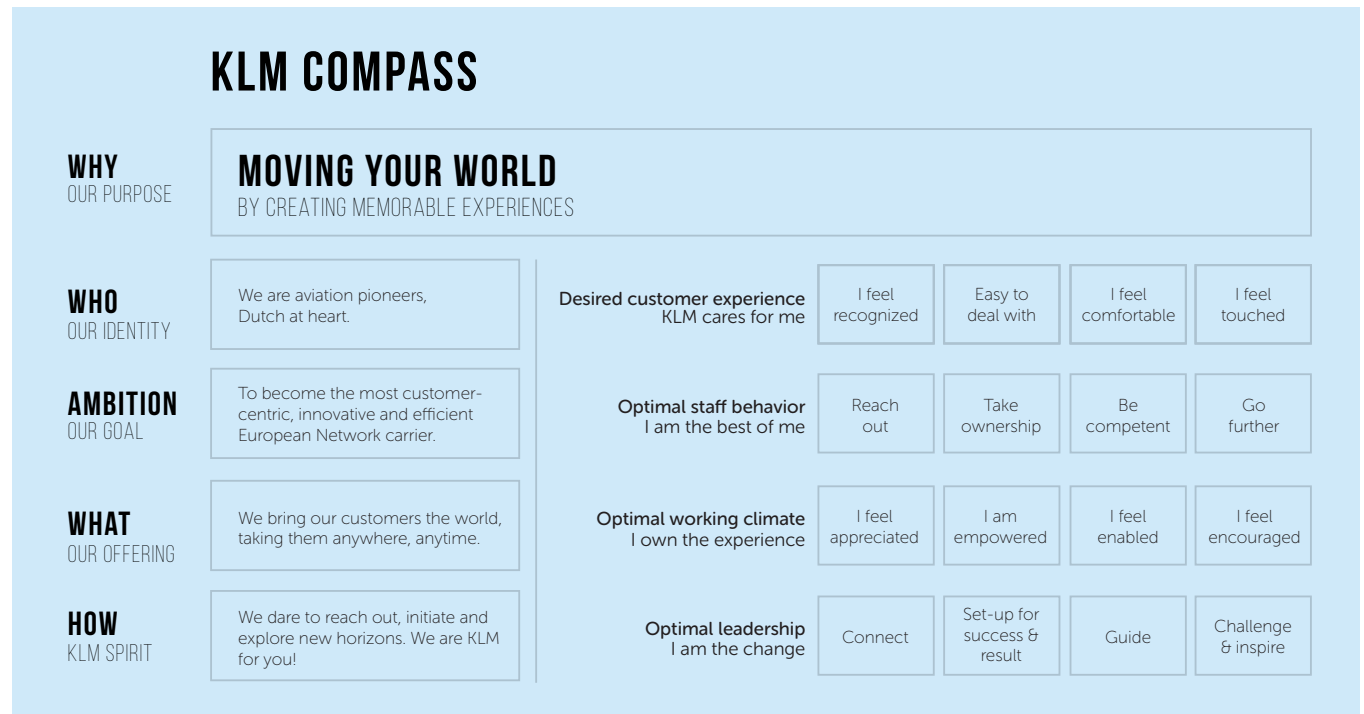 KLM COMPASS
WHY
OUR PURPOSE
MOVING YOUR WORLD
BY CREATING MEMORABLE EXPERIENCES
WHO
OUR IDENTITY
We are aviation pioneers,
Dutch at heart.
AMBITION
OUR GOAL
To become the most customer-
centric, innovative and efficient
European Network carrier.
WHAT
OUR OFFERING
We bring our customers the world,
taking them anywhere, anytime.
HOW
KLM SPIRIT
We dare to reach out, initiate and
explore new horizons. We are KLM
for you!
Desired customer experience
KLM cares for me
I feel
recognized
Easy to
deal with
I feel
comfortable
I feel
touched
Optimal staff behavior
I am the best of me
Reach
out
Take
ownership
Be
competent
Go
further
Optimal working climate
I own the experience
I feel
appreciated
I am
empowered
I feel
enabled
I feel
encouraged
Optimal leadership
I am the change
Connect
Set-up for
success &
result
Guide
Challenge
& inspire